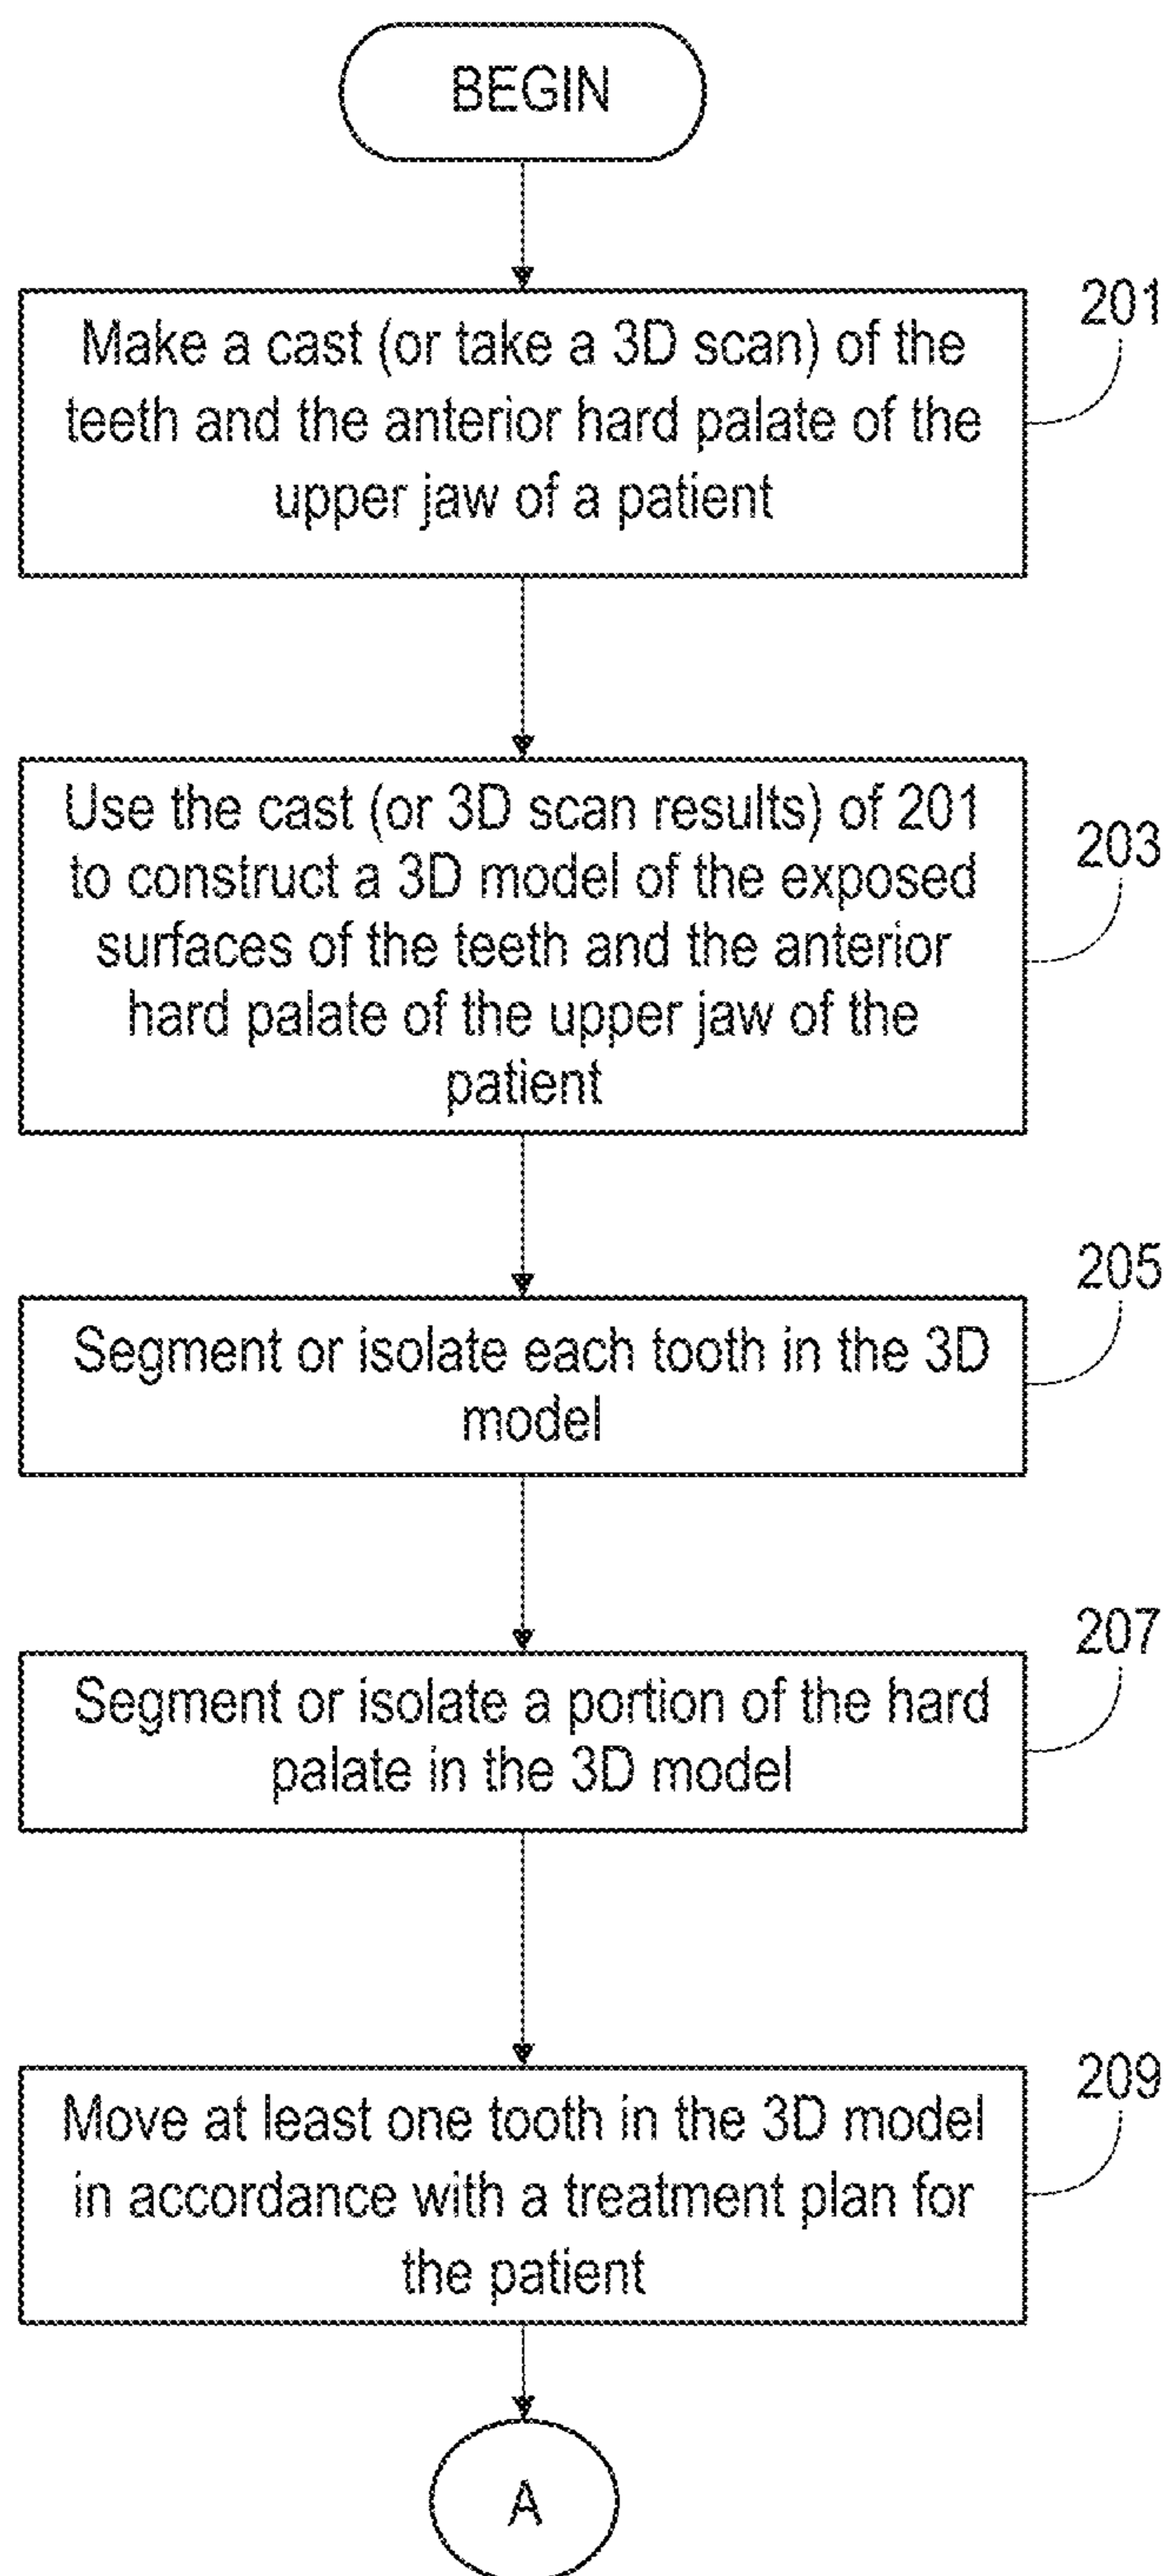 BEGIN
201
Make a cast (or take a 3D scan) of the
teeth and the anterior hard palate of the
upper jaw of a patient
203
Use the cast (or 3D scan results) of 201
to construct a 3D model of the exposed
surfaces of the teeth and the anterior
hard palate of the upper jaw of the
patient
205
Segment or isolate each tooth in the 3D
model
207
Segment or isolate a portion of the hard
palate in the 3D model
209
Move at least one tooth in the 3D model
in accordance with a treatment plan for
the patient
A